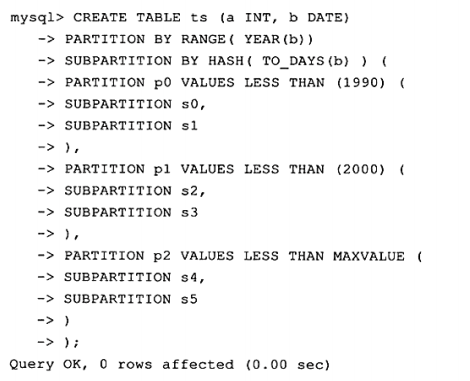 mysql> CREATE TABLE ts (a INT, b DATE)
-> PARTITION BY RANGE( YEAR(b))
-> SUBPARTITION BY HASH( TO_DAYS(b) ) (
-> PARTITION p0 VALUES LESS THAN (1990) (
-> SUBPARTITION s0,
-> SUBPARTITION s1
-> ),
-> PARTITION p1 VALUES LESS THAN (2000) (
-> SUBPARTITION s2,
-> SUBPARTITION s3
-> ),
-> PARTITION p2 VALUES LESS THAN MAXVALUE (
-> SUBPARTITION s4,
-> SUBPARTITION s5
-> )
-> );
Query OK, 0 rows affected (0.00 sec)